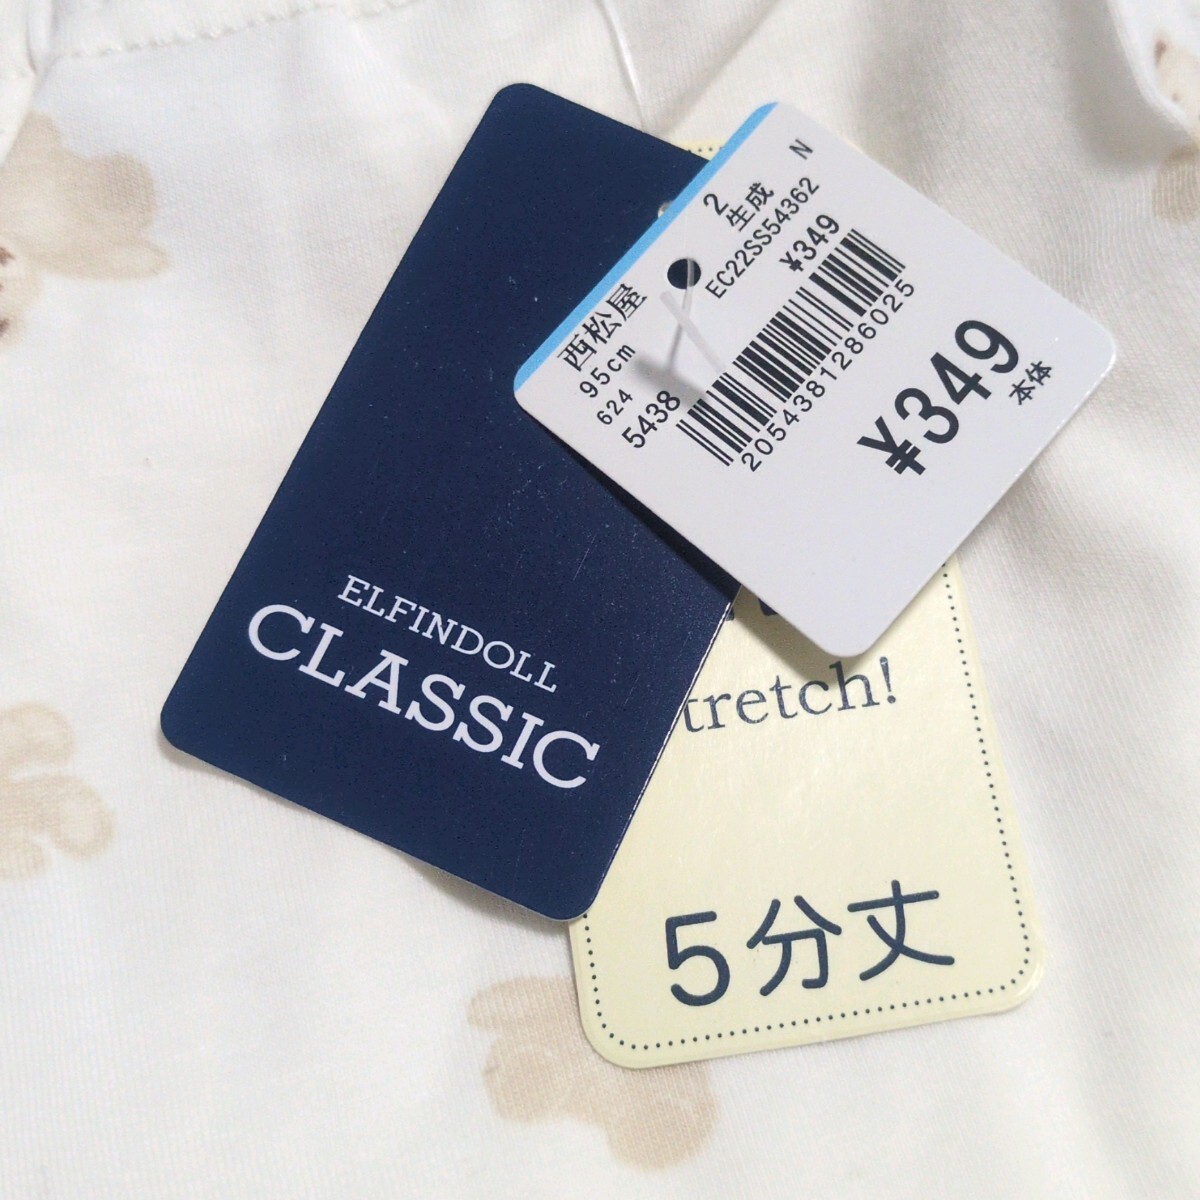 N
2
生成
EC22SS54362
¥349
西松屋
95cm
624
5438
2054381286025
¥349
本体
ELFINDOLL
CLASSIC
tretch!
5分丈